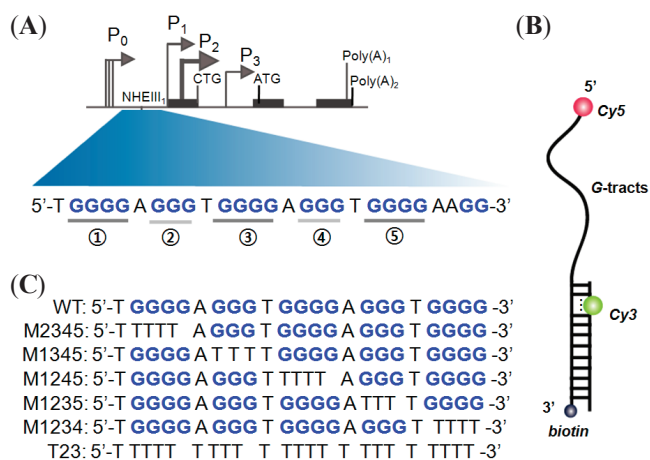 (A)
P0 P1 P2 P3
CTG ATG Poly(A)1
Poly(A)2
NHEIII1
5'-T GGGG A GGG T GGGG A GGG T GGGG AAGG-3'
① ② ③ ④ ⑤
(B)
5'
Cy5
G-tracts
Cy3
3'
biotin
(C)
WT: 5'-T GGGG A GGG T GGGG A GGG T GGGG -3'
M2345: 5'-T TTTT A GGG T GGGG A GGG T GGGG -3'
M1345: 5'-T GGGG A T T T T GGGG A GGG T GGGG -3'
M1245: 5'-T GGGG A GGG T TTTT A GGG T GGGG -3'
M1235: 5'-T GGGG A GGG T GGGG A TTT T GGGG -3'
M1234: 5'-T GGGG A GGG T GGGG A GGG T TTTT -3'
T23: 5'-T TTTT T TTT T TTTT T TTT T TTTT -3'